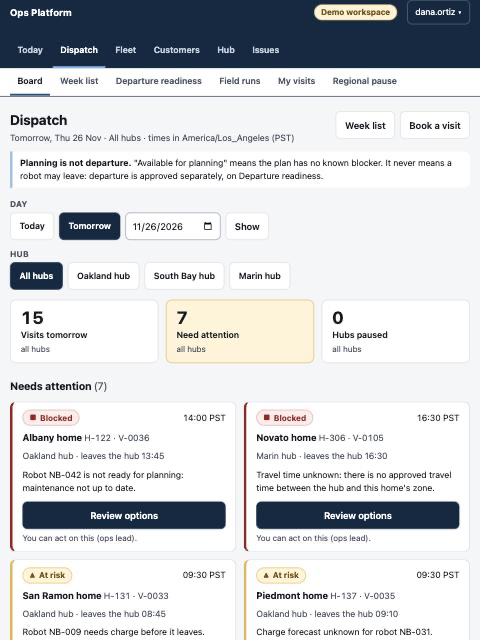 Ops Platform
Demo workspace
dana.ortiz ▾
Today Dispatch Fleet Customers Hub Issues
Board Week list Departure readiness Field runs My visits Regional pause
Dispatch
Tomorrow, Thu 26 Nov · All hubs · times in America/Los_Angeles (PST)
Week list
Book a visit
Planning is not departure. "Available for planning" means the plan has no known blocker. It never means a
robot may leave: departure is approved separately, on Departure readiness.
DAY
Today Tomorrow 11/26/2026 Show
HUB
All hubs Oakland hub South Bay hub Marin hub
15
Visits tomorrow
all hubs
7
Need attention
all hubs
0
Hubs paused
all hubs
Needs attention (7)
Blocked 14:00 PST
Albany home H-122 · V-0036
Oakland hub · leaves the hub 13:45
Robot NB-042 is not ready for planning:
maintenance not up to date.
Review options
You can act on this (ops lead).
Blocked 16:30 PST
Novato home H-306 · V-0105
Marin hub · leaves the hub 16:30
Travel time unknown: there is no approved travel
time between the hub and this home's zone.
Review options
You can act on this (ops lead).
At risk 09:30 PST
San Ramon home H-131 · V-0033
Oakland hub · leaves the hub 08:45
Robot NB-009 needs charge before it leaves.
At risk 09:30 PST
Piedmont home H-137 · V-0035
Oakland hub · leaves the hub 09:10
Charge forecast unknown for robot NB-031.